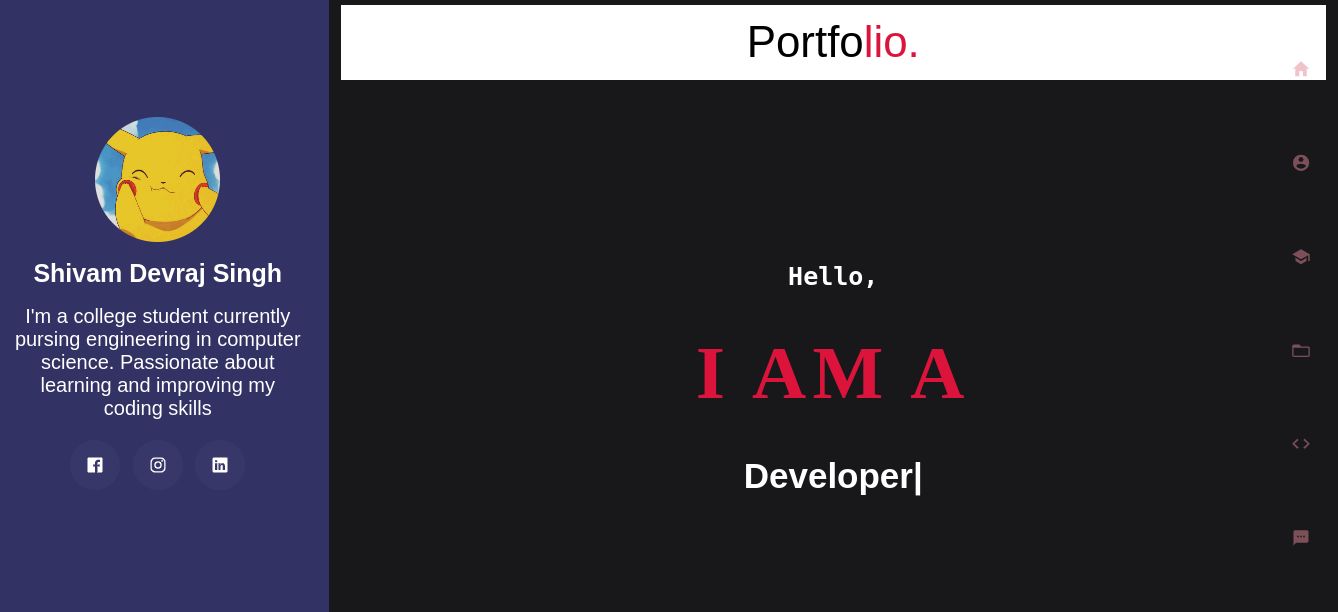 Portfolio.
Shivam Devraj Singh
I'm a college student currently
pursing engineering in computer
science. Passionate about
learning and improving my
coding skills
Hello,
I AM A
Developer|